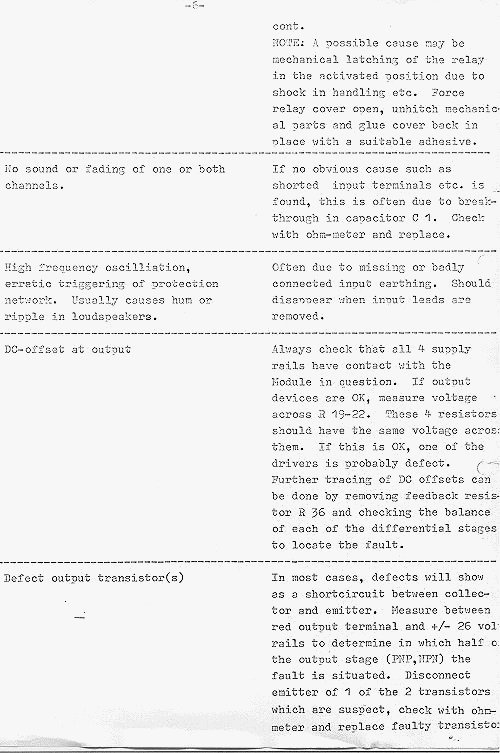 -6-
cont.
NOTE: A possible cause may be
mechanical latching of the relay
in the activated position due to
shock in handling etc. Force
relay cover open, unhitch mechanic-
al parts and glue cover back in
place with a suitable adhesive.
No sound or fading of one or both
channels.
If no obvious cause such as
shorted input terminals etc. is
found, this is often due to break-
through in capacitor C 1. Check
with ohm-meter and replace.
High frequency oscilliation,
erratic triggering of protection
network. Usually causes hum or
ripple in loudspeakers.
Often due to missing or badly
connected input earthing. Should
disappear when input leads are
removed.
DC-offset at output
Always check that all 4 supply
rails have contact with the
Module in question. If output
devices are OK, measure voltage
across R 19-22. These 4 resistors
should have the same voltage acros
them. If this is OK, one of the
drivers is probably defect.
Further tracing of DC offsets can
be done by removing feedback resis-
tor R 36 and checking the balance
of each of the differential stages
to locate the fault.
Defect output transistor(s)
In most cases, defects will show
as a shortcircuit between collec-
tor and emitter. Measure between
red output terminal and +/- 26 vol
rails to determine in which half o
the output stage (PNP,NPN) the
fault is situated. Disconnect
emitter of 1 of the 2 transistors
which are suspect, check with ohm-
meter and replace faulty transisto